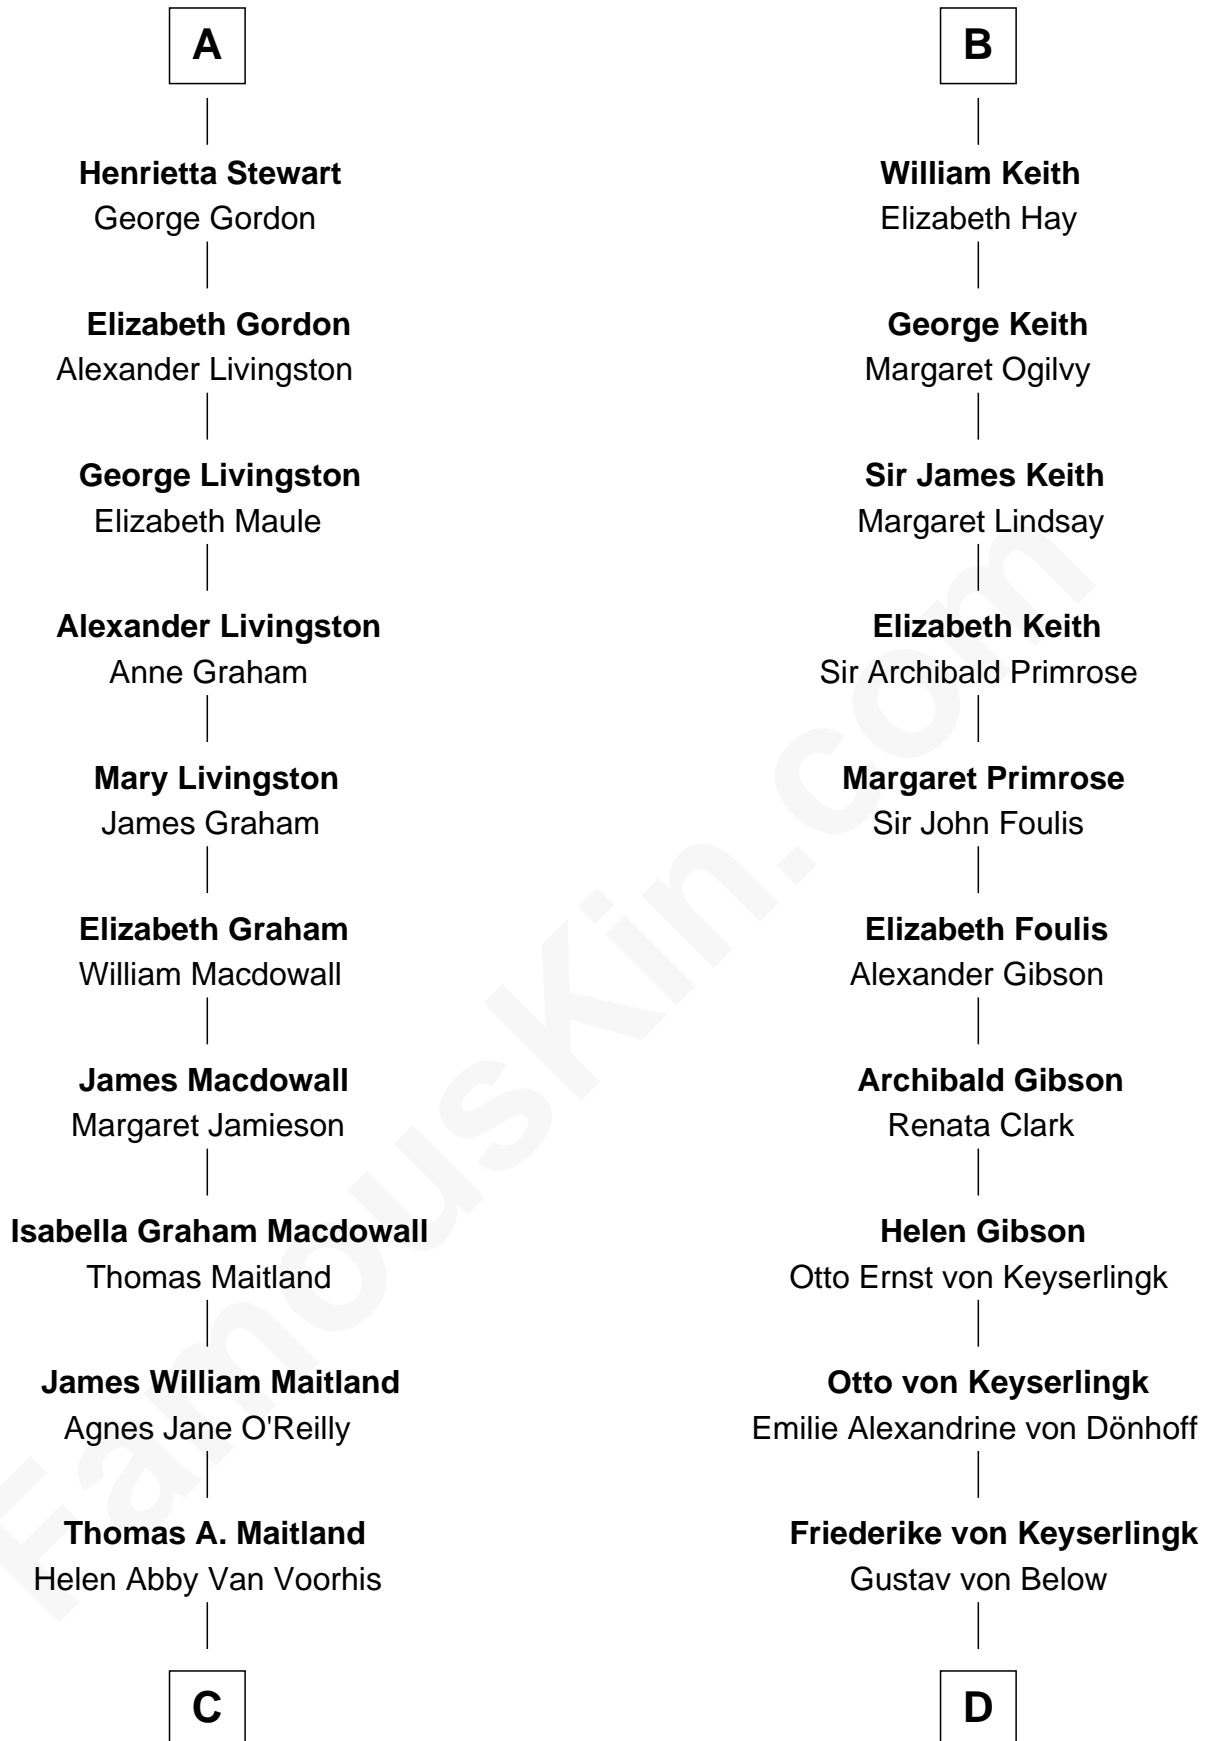 A
Henrietta Stewart
George Gordon
Elizabeth Gordon
Alexander Livingston
George Livingston
Elizabeth Maule
Alexander Livingston
Anne Graham
Mary Livingston
James Graham
Elizabeth Graham
William Macdowall
James Macdowall
Margaret Jamieson
Isabella Graham Macdowall
Thomas Maitland
James William Maitland
Agnes Jane O'Reilly
Thomas A. Maitland
Helen Abby Van Voorhis
C
B
William Keith
Elizabeth Hay
George Keith
Margaret Ogilvy
Sir James Keith
Margaret Lindsay
Elizabeth Keith
Sir Archibald Primrose
Margaret Primrose
Sir John Foulis
Elizabeth Foulis
Alexander Gibson
Archibald Gibson
Renata Clark
Helen Gibson
Otto Ernst von Keyserlingk
Otto von Keyserlingk
Emilie Alexandrine von Dönhoff
Friederike von Keyserlingk
Gustav von Below
D
FamousKin.com